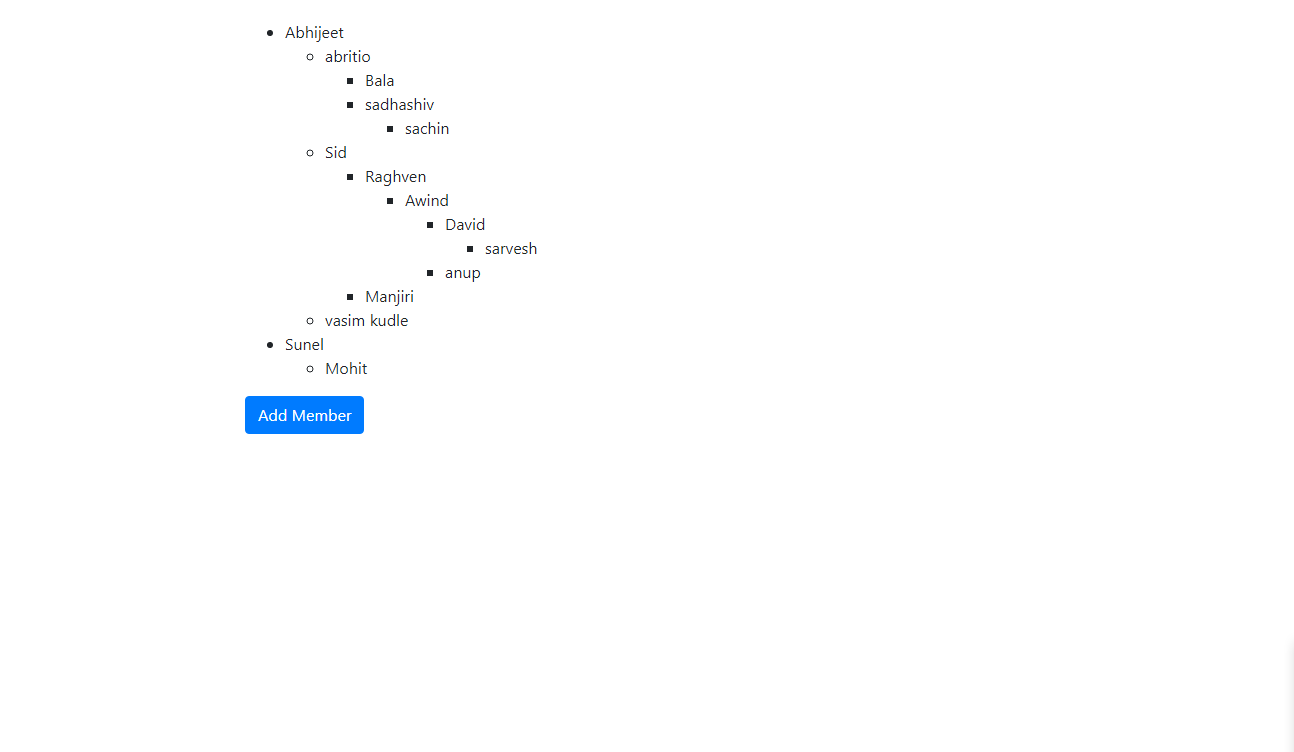 Abhijeet
abritio
Bala
sadhashiv
sachin
Sid
Raghven
Awind
David
sarvesh
anup
Manjiri
vasim kudle
Sunel
Mohit
Add Member